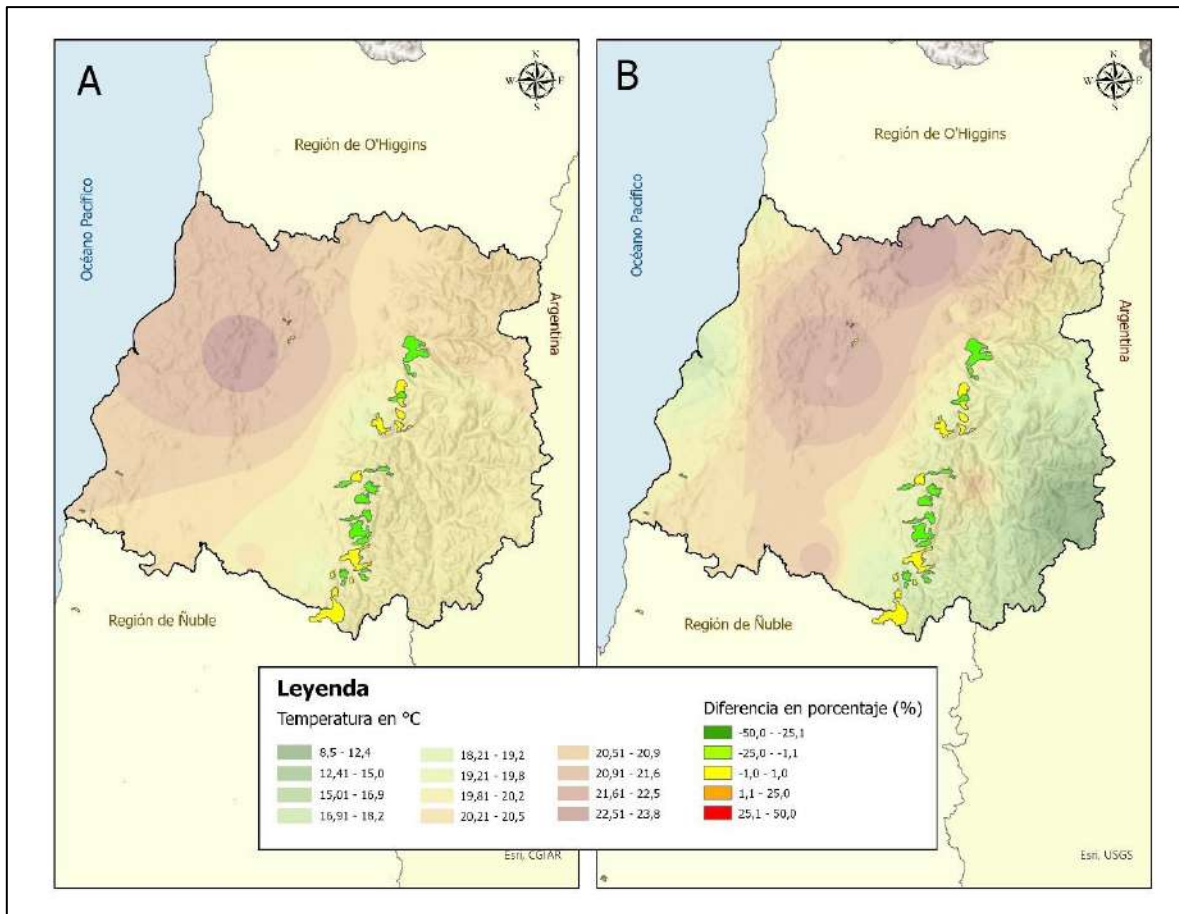 A
N
W
E
S
Región de O'Higgins
Océano Pacífico
Argentina
Región de Ñuble
B
N
W
E
S
Región de O'Higgins
Océano Pacífico
Argentina
Región de Ñuble
Leyenda
Temperatura en °C
8,5 - 12,4
12,41 - 15,0
15,01 - 16,9
16,91 - 18,2
18,21 - 19,2
19,21 - 19,8
19,81 - 20,2
20,21 - 20,5
20,51 - 20,9
20,91 - 21,6
21,61 - 22,5
22,51 - 23,8
Diferencia en porcentaje (%)
-50,0 - -25,1
-25,0 - -1,1
-1,0 - 1,0
1,1 - 25,0
25,1 - 50,0
Esri, CGIAR
Esri, USGS